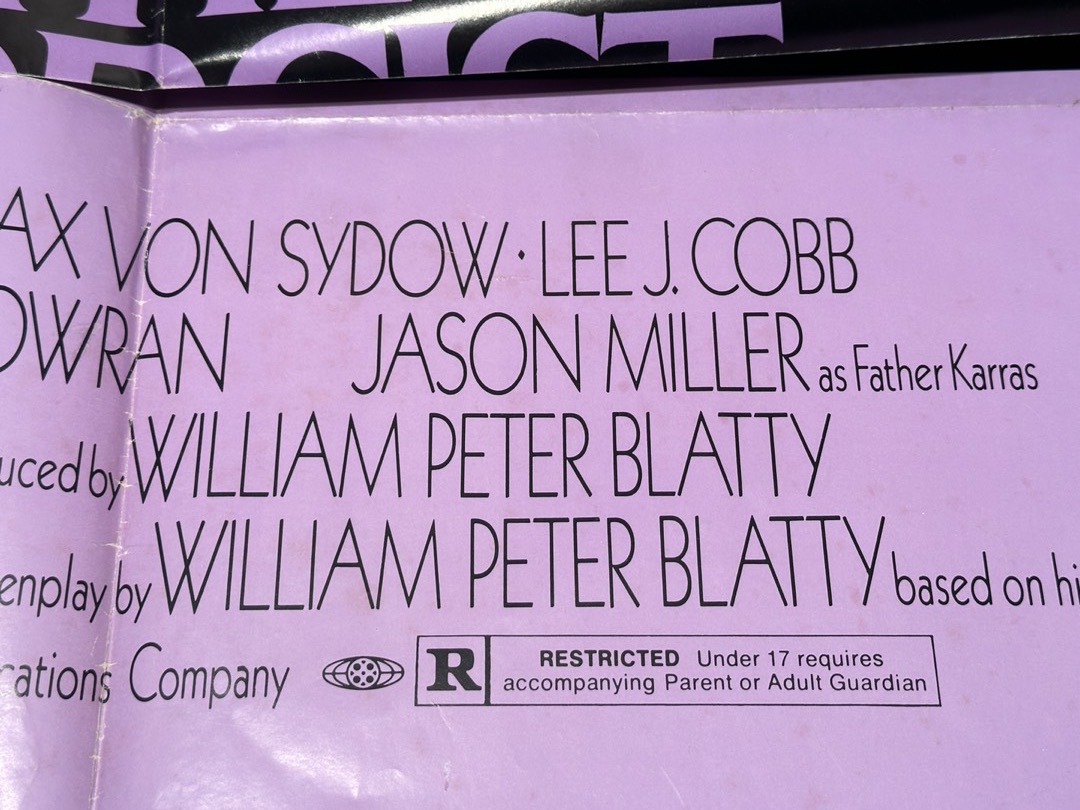 AX VON SYDOW · LEE J. COBB
OWRAN JASON MILLER as Father Karras
uced by WILLIAM PETER BLATTY
enplay by WILLIAM PETER BLATTY based on hi
cations Company R RESTRICTED Under 17 requires
accompanying Parent or Adult Guardian